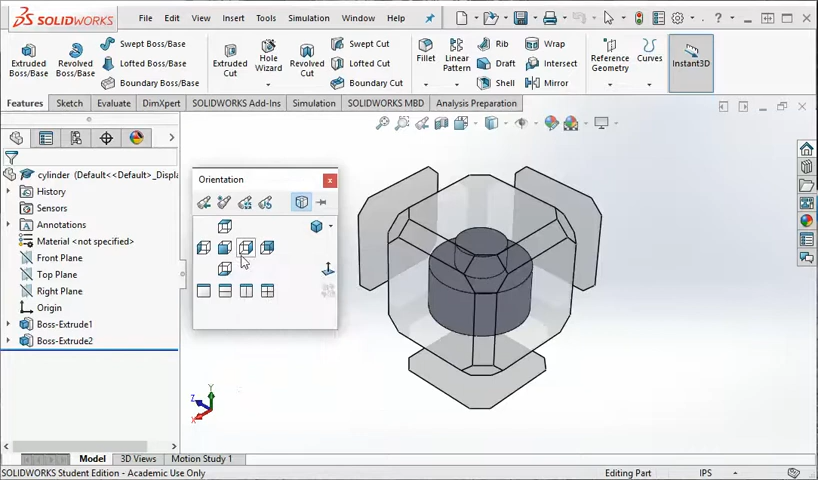 SOLIDWORKS File Edit View Insert Tools Simulation Window Help
Extruded Boss/Base
Revolved Boss/Base
Swept Boss/Base
Lofted Boss/Base
Boundary Boss/Base
Extruded Cut
Hole Wizard
Revolved Cut
Swept Cut
Lofted Cut
Boundary Cut
Fillet
Linear Pattern
Rib
Draft
Shell
Wrap
Intersect
Mirror
Reference Geometry
Curves
Instant3D
Features Sketch Evaluate DimXpert SOLIDWORKS Add-Ins Simulation SOLIDWORKS MBD Analysis Preparation
cylinder (Default<<Default>_Displa
History
Sensors
Annotations
Material <not specified>
Front Plane
Top Plane
Right Plane
Origin
Boss-Extrude1
Boss-Extrude2
Orientation
Y
Z
X
Model 3D Views Motion Study 1
SOLIDWORKS Student Edition - Academic Use Only Editing Part IPS